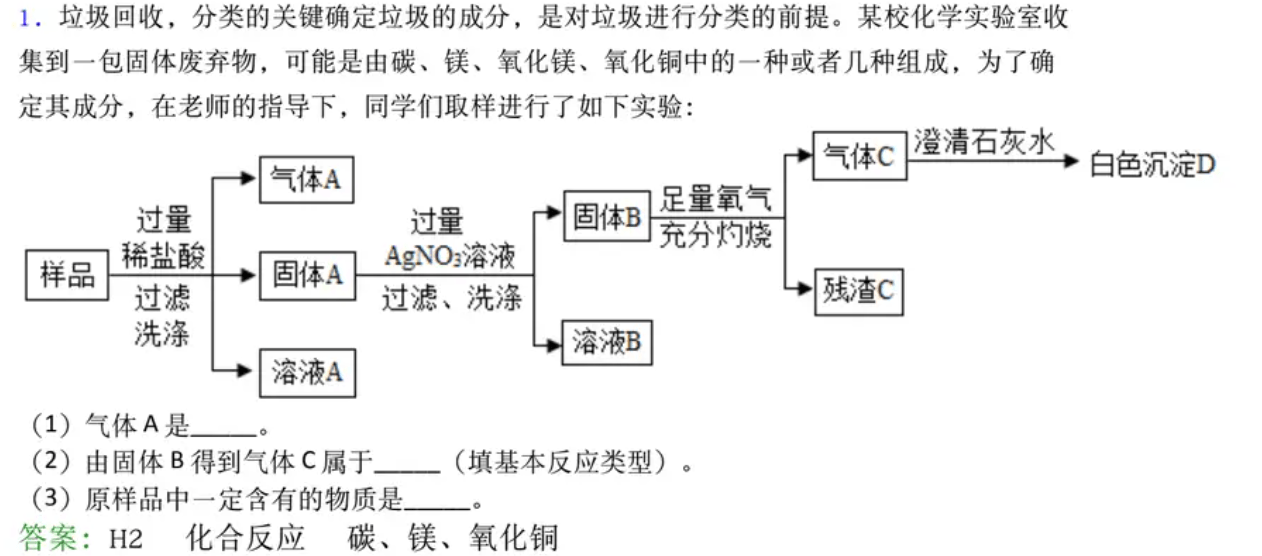 1．垃圾回收，分类的关键确定垃圾的成分，是对垃圾进行分类的前提。某校化学实验室收
集到一包固体废弃物，可能是由碳、镁、氧化镁、氧化铜中的一种或者几种组成，为了确
定其成分，在老师的指导下，同学们取样进行了如下实验：
样品
过量
稀盐酸
过滤
洗涤
气体A
固体A
溶液A
过量
AgNO₃溶液
过滤、洗涤
固体B
溶液B
足量氧气
充分灼烧
气体C
残渣C
澄清石灰水
白色沉淀D
（1）气体 A 是_____。
（2）由固体 B 得到气体 C 属于_____（填基本反应类型）。
（3）原样品中一定含有的物质是_____。
答案：H2 化合反应 碳、镁、氧化铜